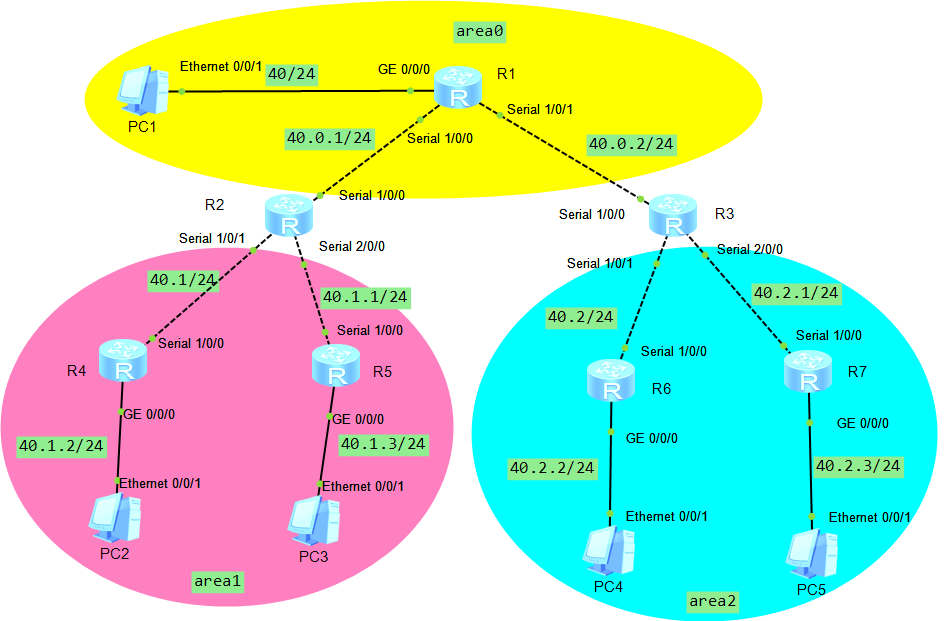 area0
Ethernet 0/0/1
40/24
GE 0/0/0
R1
PC1
Serial 1/0/1
40.0.1/24
Serial 1/0/0
40.0.2/24
R2
Serial 1/0/0
Serial 1/0/0
R3
Serial 1/0/1
Serial 2/0/0
Serial 1/0/1
Serial 2/0/0
40.1/24
40.1.1/24
40.2/24
40.2.1/24
Serial 1/0/0
Serial 1/0/0
Serial 1/0/0
Serial 1/0/0
R4
R5
R6
R7
GE 0/0/0
GE 0/0/0
GE 0/0/0
GE 0/0/0
40.1.2/24
40.1.3/24
40.2.2/24
40.2.3/24
Ethernet 0/0/1
Ethernet 0/0/1
Ethernet 0/0/1
Ethernet 0/0/1
PC2
PC3
PC4
PC5
area1
area2
R
R
R
R
R
R
R